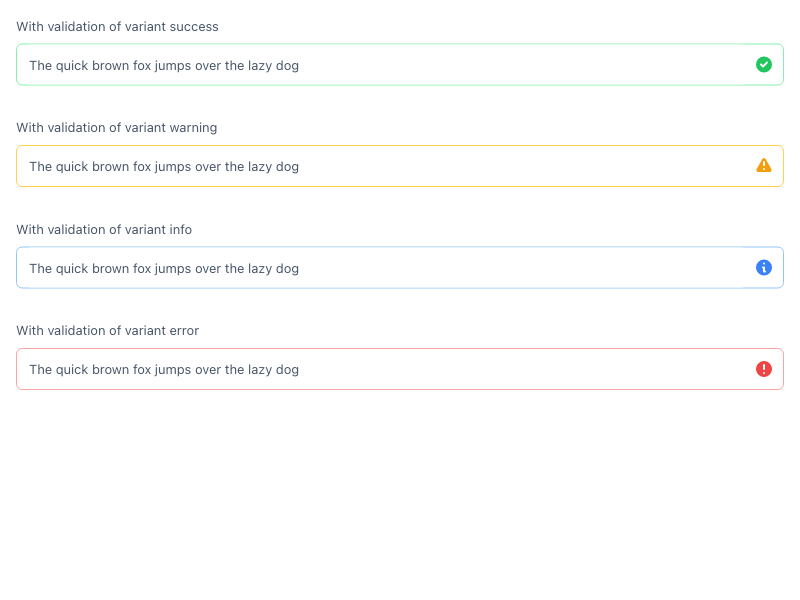 With validation of variant success
The quick brown fox jumps over the lazy dog
With validation of variant warning
The quick brown fox jumps over the lazy dog
With validation of variant info
The quick brown fox jumps over the lazy dog
With validation of variant error
The quick brown fox jumps over the lazy dog